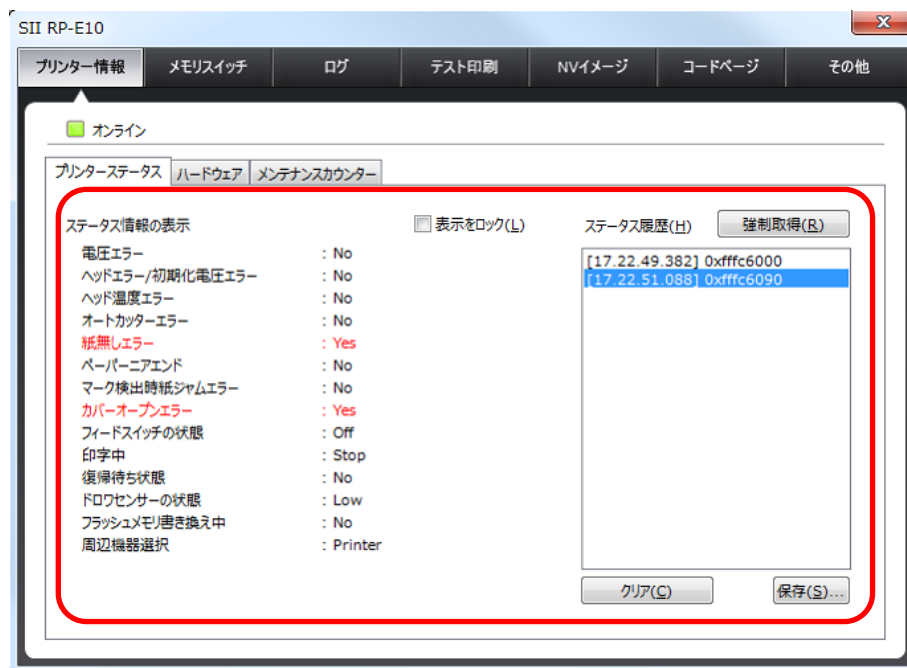 SII RP-E10
プリンター情報 メモリスイッチ ログ テスト印刷 NVイメージ コードページ その他
オンライン
プリンターステータス ハードウェア メンテナンスカウンター
ステータス情報の表示 表示をロック(L) ステータス履歴(H) 強制取得(R)
電圧エラー : No
ヘッドエラー/初期化電圧エラー : No
ヘッド温度エラー : No
オートカッターエラー : No
紙無しエラー : Yes
ペーパーニアエンド : No
マーク検出時紙ジャムエラー : No
カバーオープンエラー : Yes
フィードスイッチの状態 : Off
印字中 : Stop
復帰待ち状態 : No
ドロワセンサーの状態 : Low
フラッシュメモリ書き換え中 : No
周辺機器選択 : Printer
[17.22.49.382] 0xfffc6000
[17.22.51.088] 0xfffc6090
クリア(C) 保存(S)...